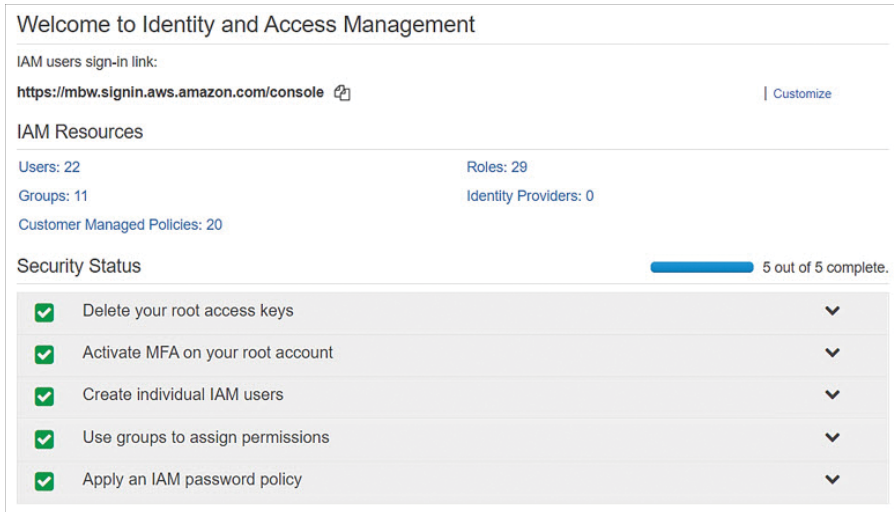 Welcome to Identity and Access Management
IAM users sign-in link:
https://mbw.signin.aws.amazon.com/console | Customize
IAM Resources
Users: 22 Roles: 29
Groups: 11 Identity Providers: 0
Customer Managed Policies: 20
Security Status 5 out of 5 complete.
Delete your root access keys
Activate MFA on your root account
Create individual IAM users
Use groups to assign permissions
Apply an IAM password policy